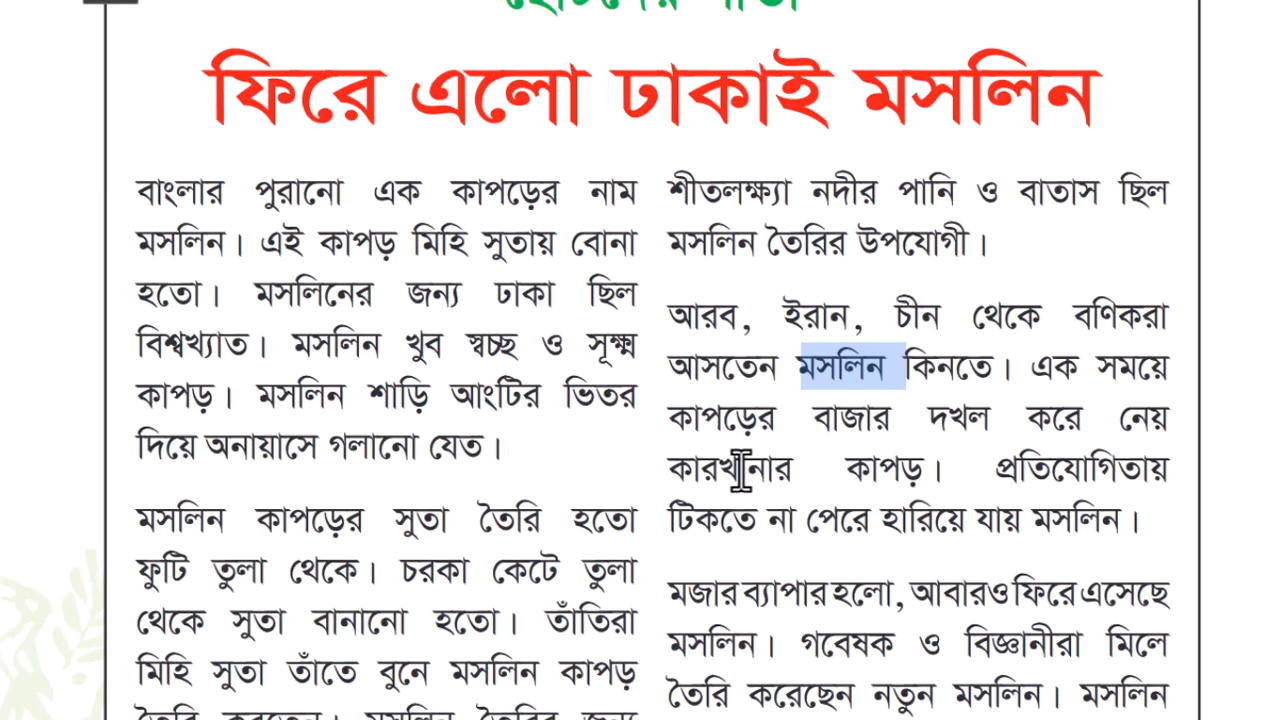 ফিরে এলো ঢাকাই মসলিন
বাংলার পুরানো এক কাপড়ের নাম
মসলিন। এই কাপড় মিহি সুতায় বোনা
হতো। মসলিনের জন্য ঢাকা ছিল
বিশ্বখ্যাত। মসলিন খুব স্বচ্ছ ও সূক্ষ্ম
কাপড়। মসলিন শাড়ি আংটির ভিতর
দিয়ে অনায়াসে গলানো যেত।
মসলিন কাপড়ের সুতা তৈরি হতো
ফুটি তুলা থেকে। চরকা কেটে তুলা
থেকে সুতা বানানো হতো। তাঁতিরা
মিহি সুতা তাঁতে বুনে মসলিন কাপড়
তৈরি করতেন। মসলিন তৈরির জন্য
শীতলক্ষ্যা নদীর পানি ও বাতাস ছিল
মসলিন তৈরির উপযোগী।
আরব, ইরান, চীন থেকে বণিকরা
আসতেন মসলিন কিনতে। এক সময়ে
কাপড়ের বাজার দখল করে নেয়
কারখানার কাপড়। প্রতিযোগিতায়
টিকতে না পেরে হারিয়ে যায় মসলিন।
মজার ব্যাপার হলো, আবারও ফিরে এসেছে
মসলিন। গবেষক ও বিজ্ঞানীরা মিলে
তৈরি করেছেন নতুন মসলিন। মসলিন